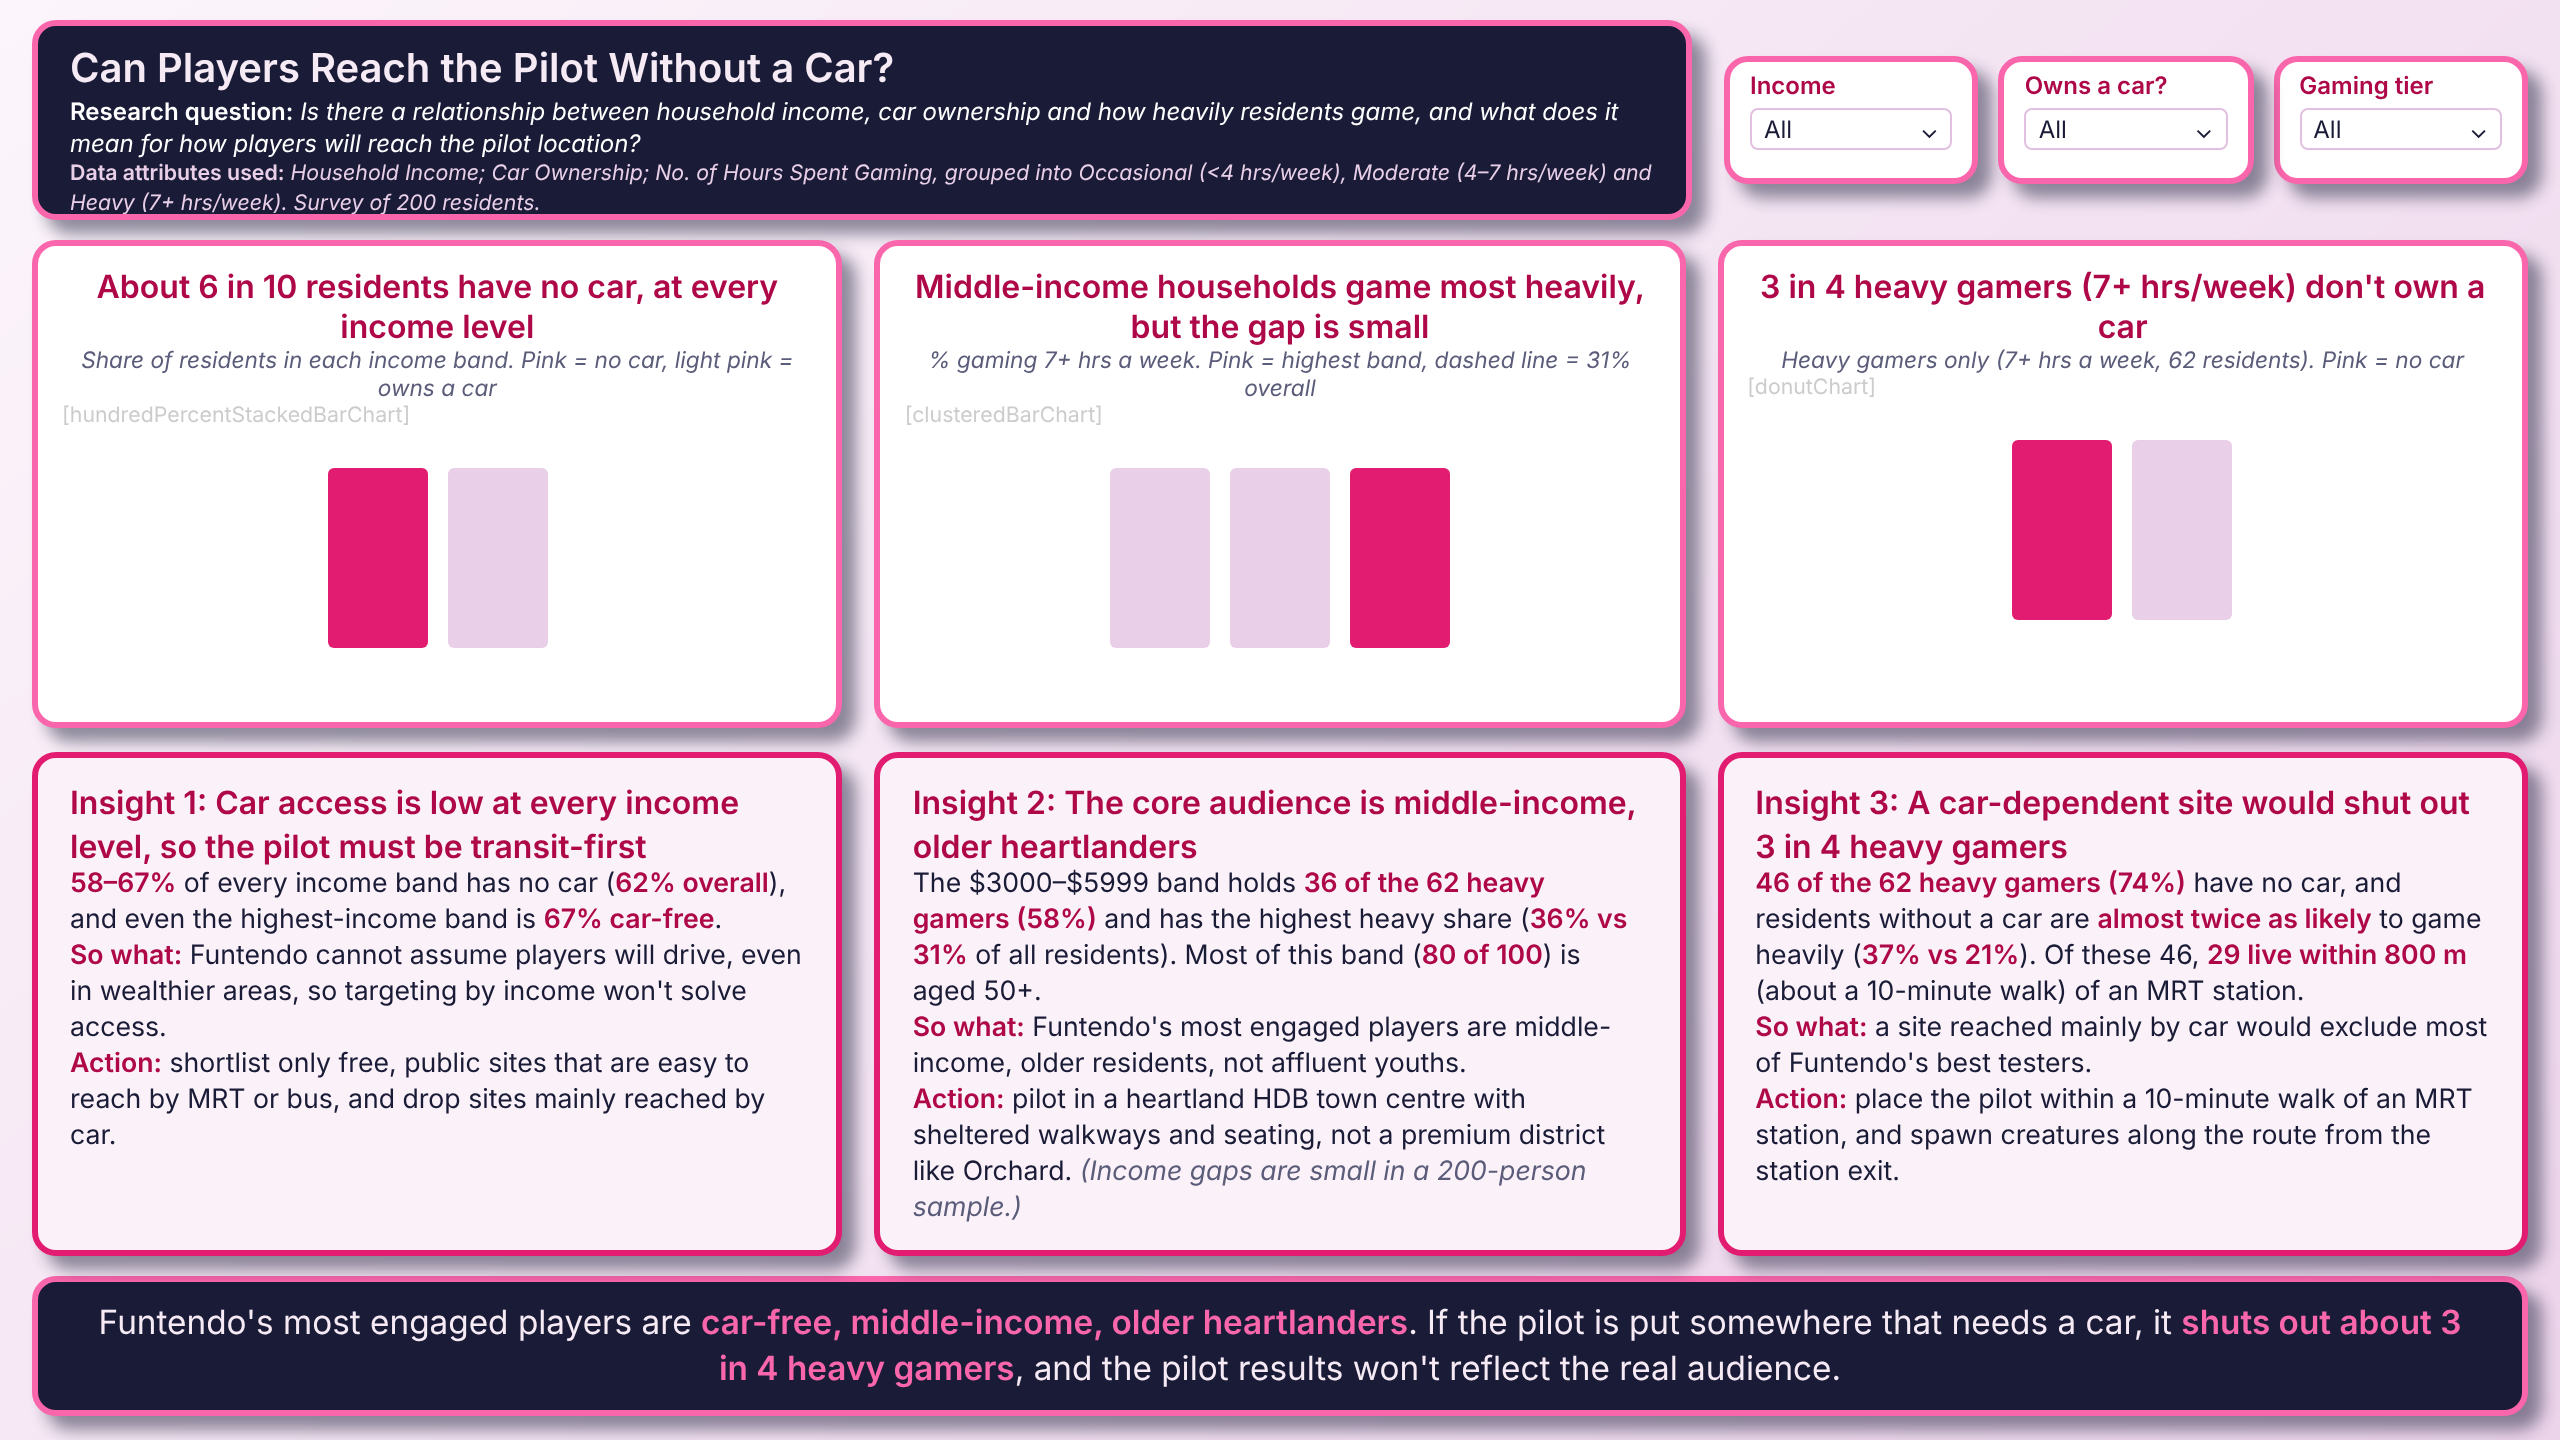 Can Players Reach the Pilot Without a Car?
Research question: Is there a relationship between household income, car ownership and how heavily residents game, and what does it
mean for how players will reach the pilot location?
Data attributes used: Household Income; Car Ownership; No. of Hours Spent Gaming, grouped into Occasional (<4 hrs/week), Moderate (4–7 hrs/week) and
Heavy (7+ hrs/week). Survey of 200 residents.
Income
All
Owns a car?
All
Gaming tier
All
About 6 in 10 residents have no car, at every
income level
Share of residents in each income band. Pink = no car, light pink =
owns a car
[hundredPercentStackedBarChart]
Middle-income households game most heavily,
but the gap is small
% gaming 7+ hrs a week. Pink = highest band, dashed line = 31%
overall
[clusteredBarChart]
3 in 4 heavy gamers (7+ hrs/week) don't own a
car
Heavy gamers only (7+ hrs a week, 62 residents). Pink = no car
[donutChart]
Insight 1: Car access is low at every income
level, so the pilot must be transit-first
58–67% of every income band has no car (62% overall),
and even the highest-income band is 67% car-free.
So what: Funtendo cannot assume players will drive, even
in wealthier areas, so targeting by income won't solve
access.
Action: shortlist only free, public sites that are easy to
reach by MRT or bus, and drop sites mainly reached by
car.
Insight 2: The core audience is middle-income,
older heartlanders
The $3000–$5999 band holds 36 of the 62 heavy
gamers (58%) and has the highest heavy share (36% vs
31% of all residents). Most of this band (80 of 100) is
aged 50+.
So what: Funtendo's most engaged players are middle-
income, older residents, not affluent youths.
Action: pilot in a heartland HDB town centre with
sheltered walkways and seating, not a premium district
like Orchard. (Income gaps are small in a 200-person
sample.)
Insight 3: A car-dependent site would shut out
3 in 4 heavy gamers
46 of the 62 heavy gamers (74%) have no car, and
residents without a car are almost twice as likely to game
heavily (37% vs 21%). Of these 46, 29 live within 800 m
(about a 10-minute walk) of an MRT station.
So what: a site reached mainly by car would exclude most
of Funtendo's best testers.
Action: place the pilot within a 10-minute walk of an MRT
station, and spawn creatures along the route from the
station exit.
Funtendo's most engaged players are car-free, middle-income, older heartlanders. If the pilot is put somewhere that needs a car, it shuts out about 3
in 4 heavy gamers, and the pilot results won't reflect the real audience.